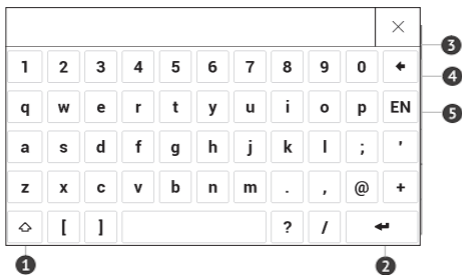 1 2 3 4 5 6 7 8 9 0
q w e r t y u i o p EN
a s d f g h j k l ; '
z x c v b n m . , @ +
[ ] ? /
3
4
5
1
2